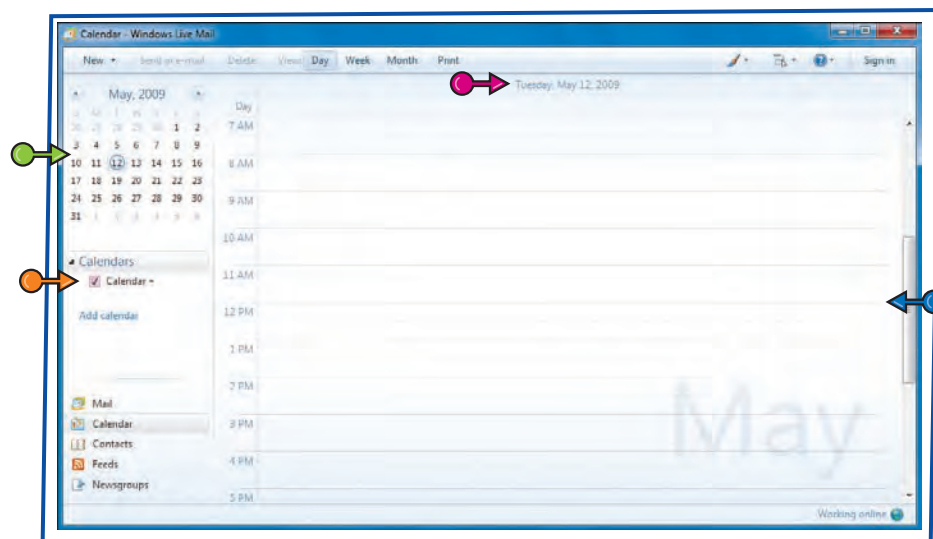 Calendar - Windows Live Mail
New Send in e-mail Delete View Day Week Month Print Sign in
Tuesday, May 12, 2009
May, 2009
Day
1 2
3 4 5 6 7 8 9
10 11 12 13 14 15 16
17 18 19 20 21 22 23
24 25 26 27 28 29 30
31
Calendars
Calendar
Add calendar
Mail
Calendar
Contacts
Feeds
Newsgroups
7 AM
8 AM
9 AM
10 AM
11 AM
12 PM
1 PM
2 PM
3 PM
4 PM
5 PM
May
Working online